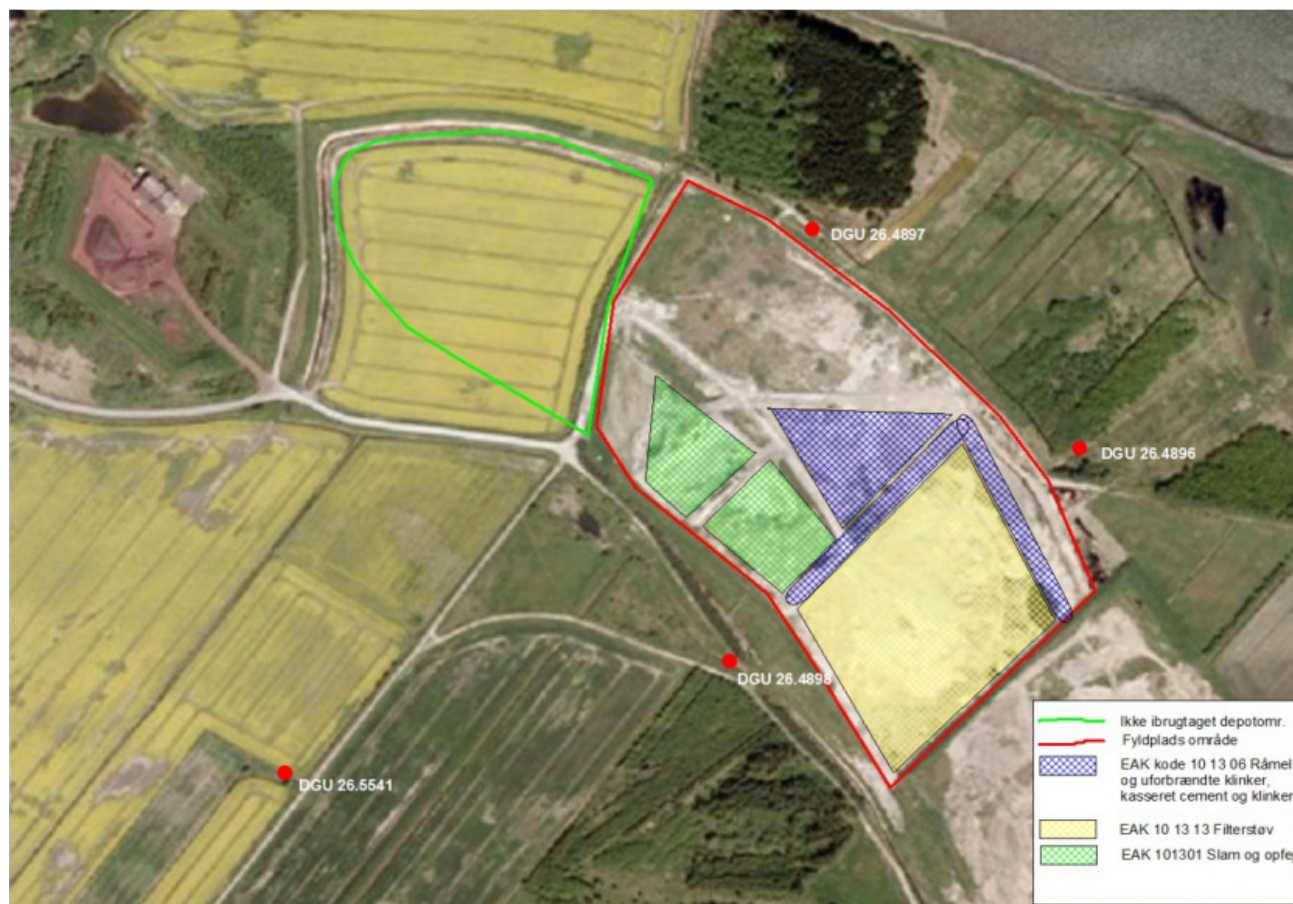 DGU 26.4897
DGU 26.4896
DGU 26.4898
DGU 26.5541
Ikke ibrugtaget depotomr.
Fyldplads område
EAK kode 10 13 06 Råmel
og uforbrændte klinker,
kasseret cement og klinker
EAK 10 13 13 Filterstøv
EAK 101301 Slam og opfej